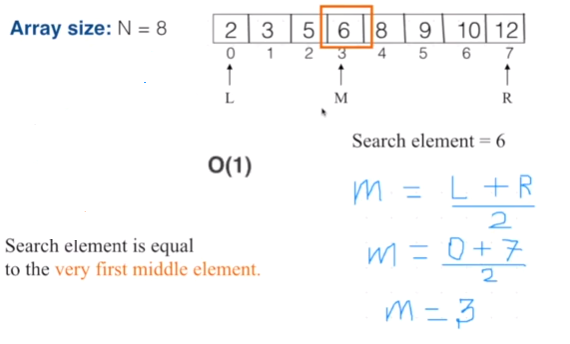 Array size: N = 8
2 3 5 6 8 9 10 12
0 1 2 3 4 5 6 7
L M R
Search element = 6
O(1)
m = L + R
2
Search element is equal
to the very first middle element.
m = 0 + 7
2
m = 3